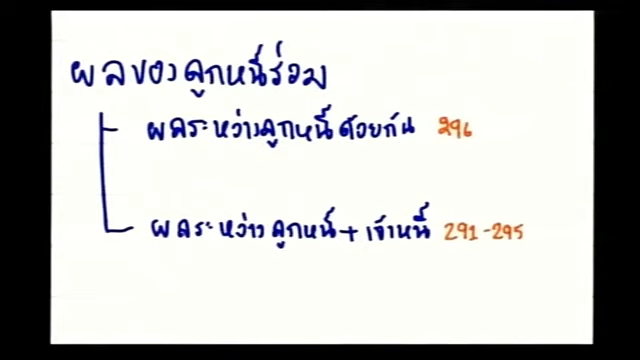 ผลของลูกหนี้ร่วม
ผลระหว่างลูกหนี้ด้วยกัน 296
ผลระหว่างลูกหนี้ + เจ้าหนี้ 291-295